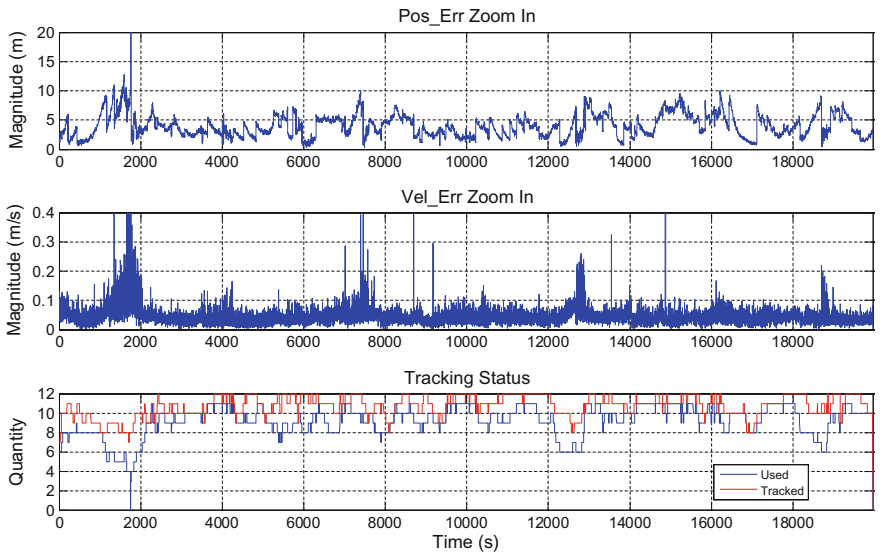 Pos_Err Zoom In
Magnitude (m)
20
15
10
5
0
0 2000 4000 6000 8000 10000 12000 14000 16000 18000
Vel_Err Zoom In
Magnitude (m/s)
0.4
0.3
0.2
0.1
0
0 2000 4000 6000 8000 10000 12000 14000 16000 18000
Tracking Status
Quantity
12
10
8
6
4
2
0
Used
Tracked
0 2000 4000 6000 8000 10000 12000 14000 16000 18000
Time (s)